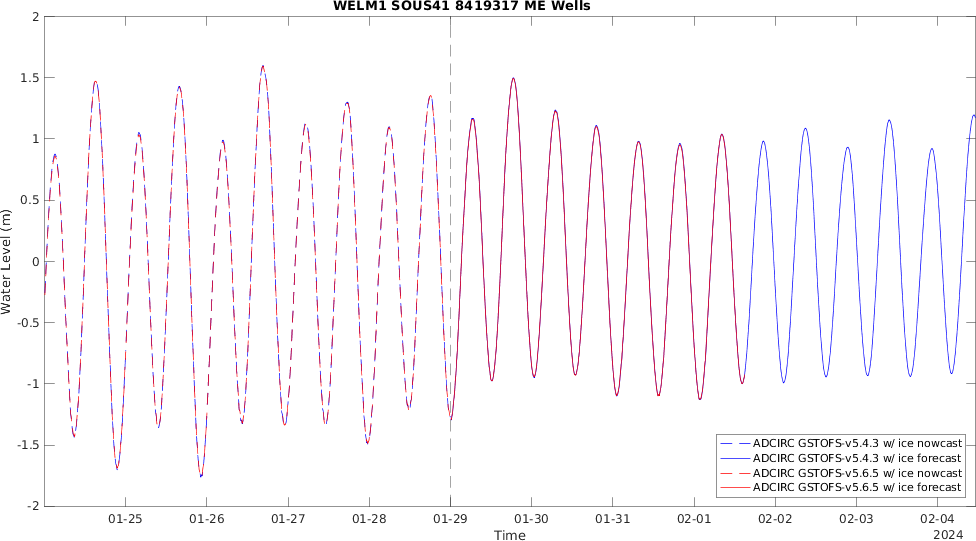 WELM1 SOUS41 8419317 ME Wells
2
1.5
1
0.5
0
-0.5
-1
-1.5
-2
Water Level (m)
01-25 01-26 01-27 01-28 01-29 01-30 01-31 02-01 02-02 02-03 02-04
Time
2024
ADCIRC GSTOFS-v5.4.3 w/ ice nowcast
ADCIRC GSTOFS-v5.4.3 w/ ice forecast
ADCIRC GSTOFS-v5.6.5 w/ ice nowcast
ADCIRC GSTOFS-v5.6.5 w/ ice forecast